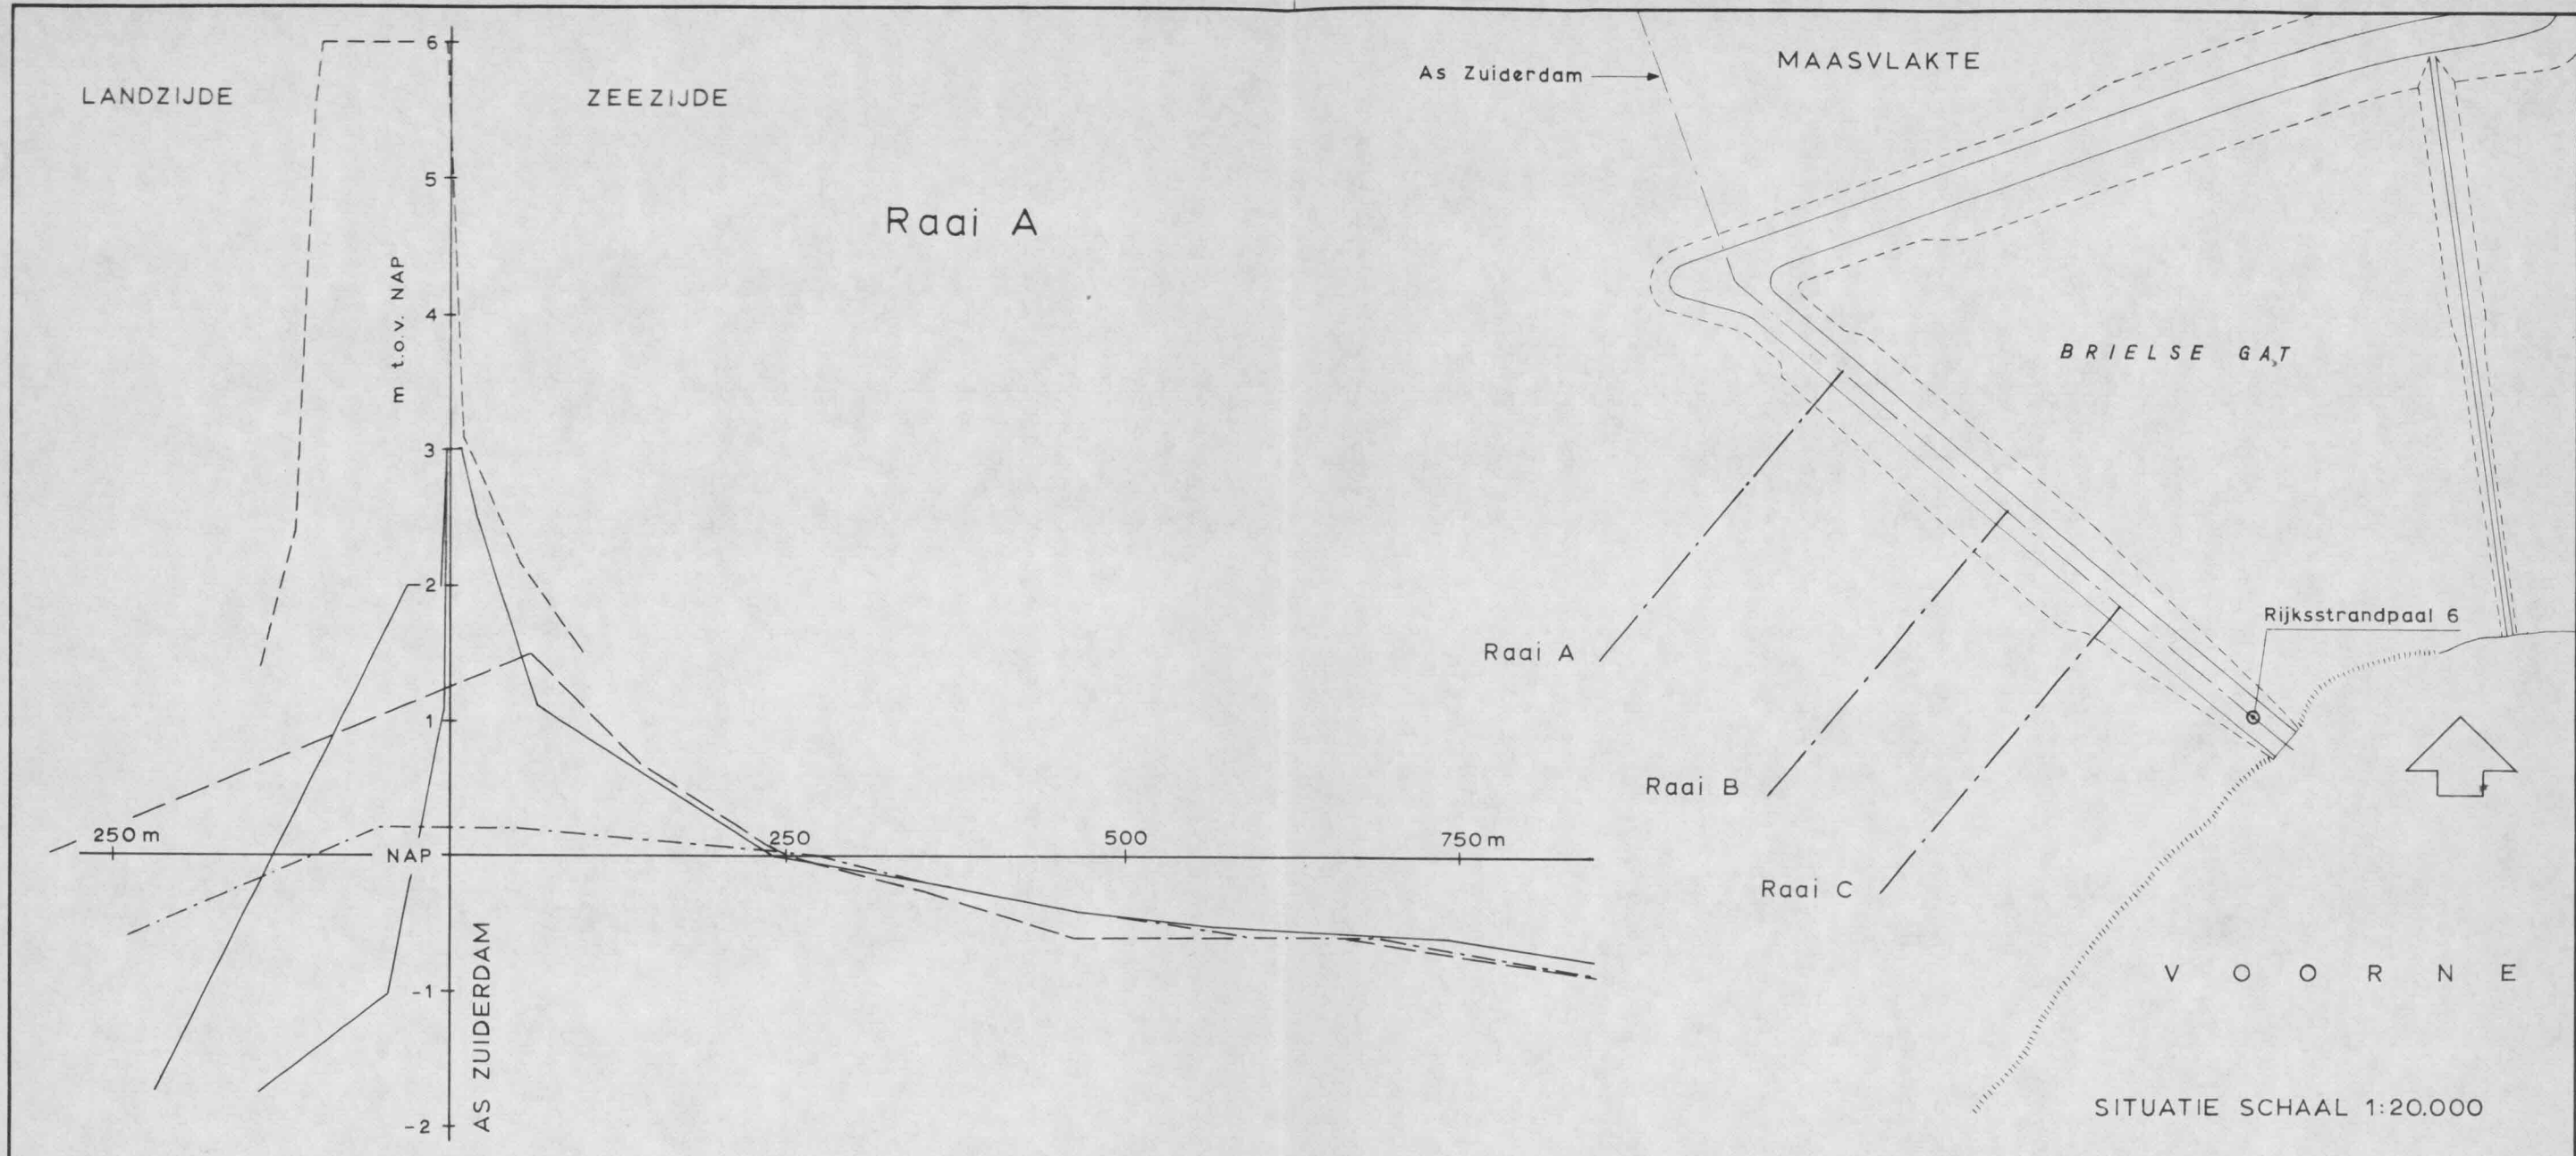 LANDZIJDE
ZEEZIJDE
Raai A
m t.o.v. NAP
6
5
4
3
2
1
NAP
-1
-2
250 m
250
500
750 m
AS ZUIDERDAM
As Zuiderdam
MAASVLAKTE
BRIELSE GAT
Rijksstrandpaal 6
Raai A
Raai B
Raai C
VOORNE
SITUATIE SCHAAL 1:20.000